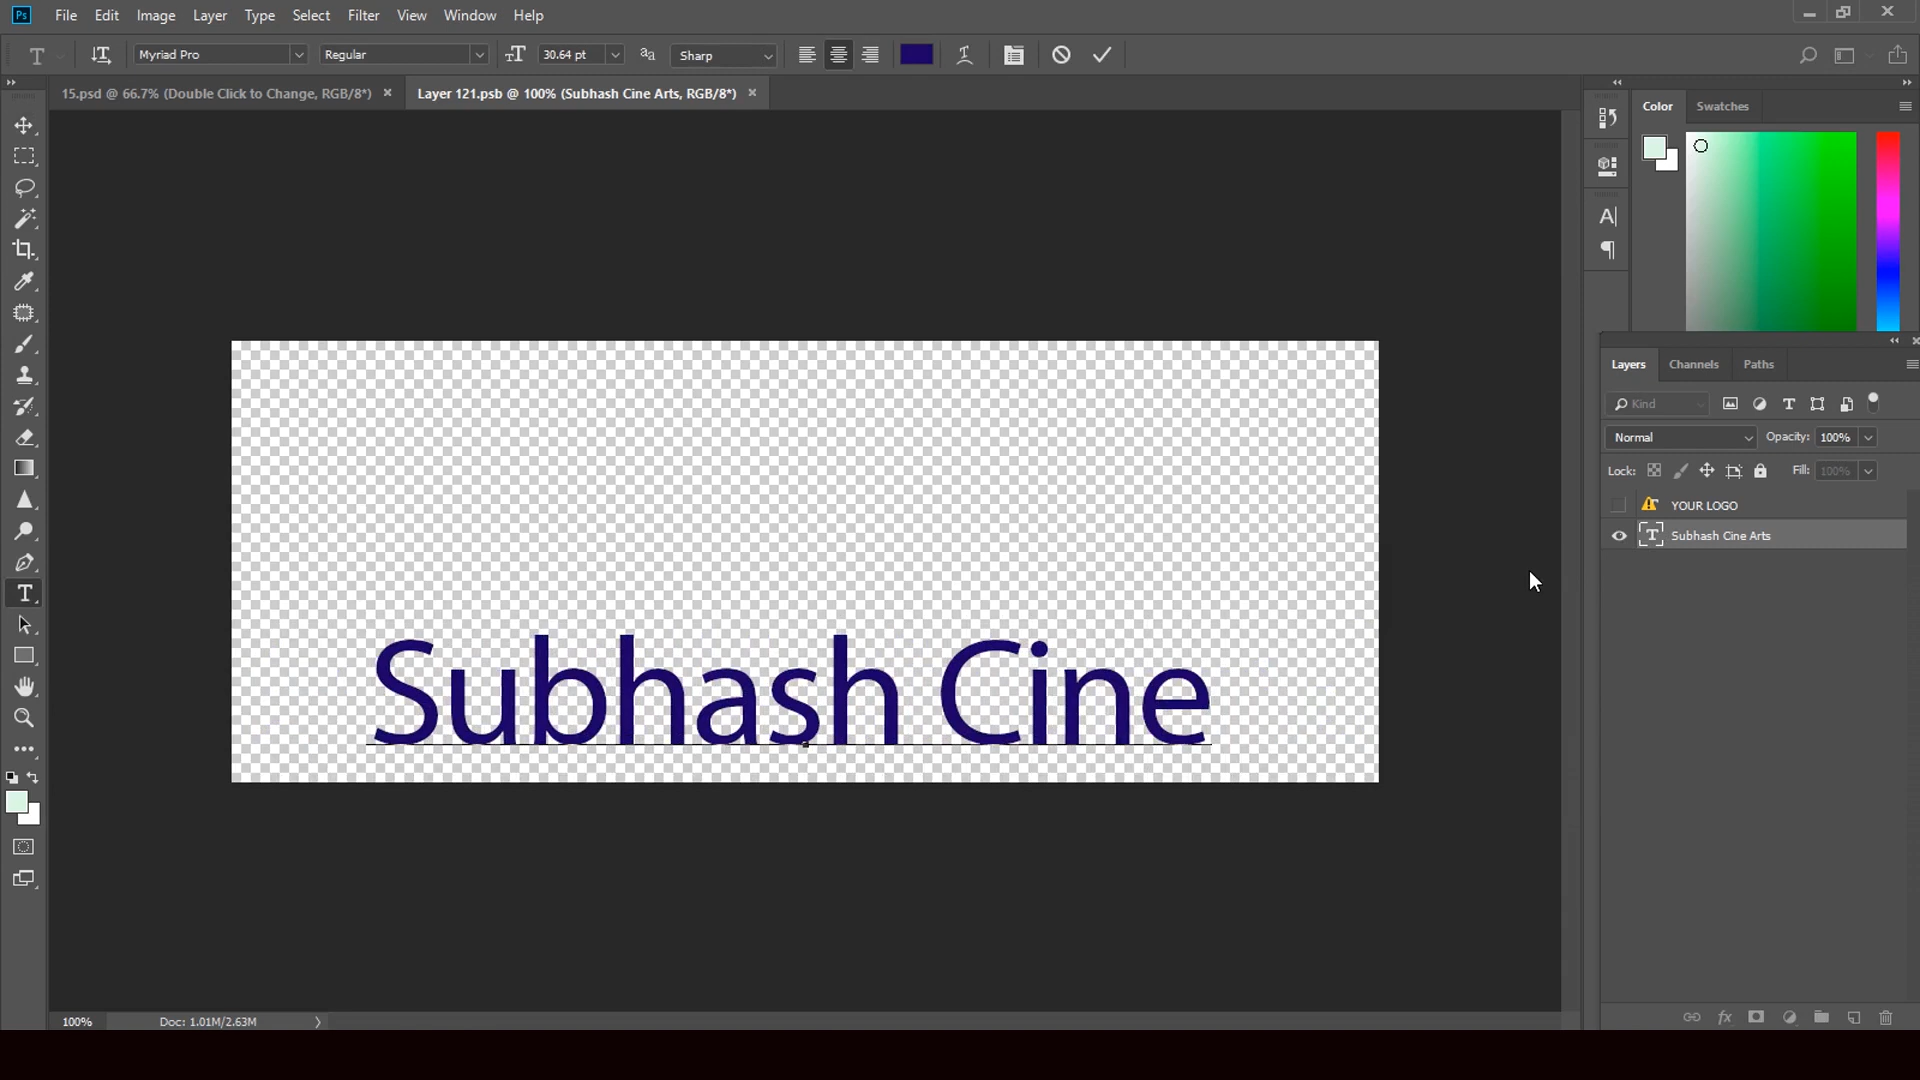 Ps File Edit Image Layer Type Select Filter View Window Help
Myriad Pro Regular 30.64 pt aa Sharp
15.psd @ 66.7% (Double Click to Change, RGB/8*) Layer 121.psb @ 100% (Subhash Cine Arts, RGB/8*)
Color Swatches
Layers Channels Paths
Kind
Normal Opacity: 100%
Lock: Fill: 100%
YOUR LOGO
Subhash Cine Arts
Subhash Cine
100% Doc: 1.01M/2.63M